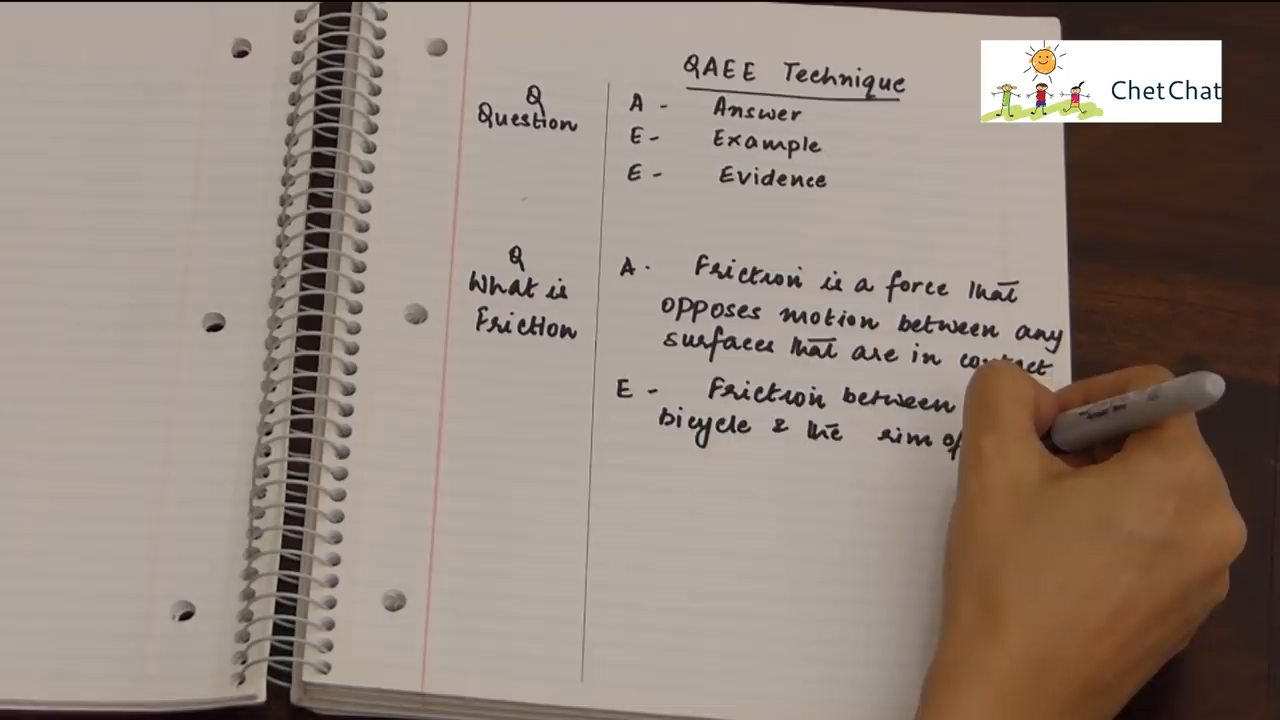 QAEE Technique
Q
Question
A - Answer
E - Example
E - Evidence
Q
What is
Friction
A. Friction is a force that
opposes motion between any
surfaces that are in contact
E - Friction between
bicycle & the rim of
ChetChat